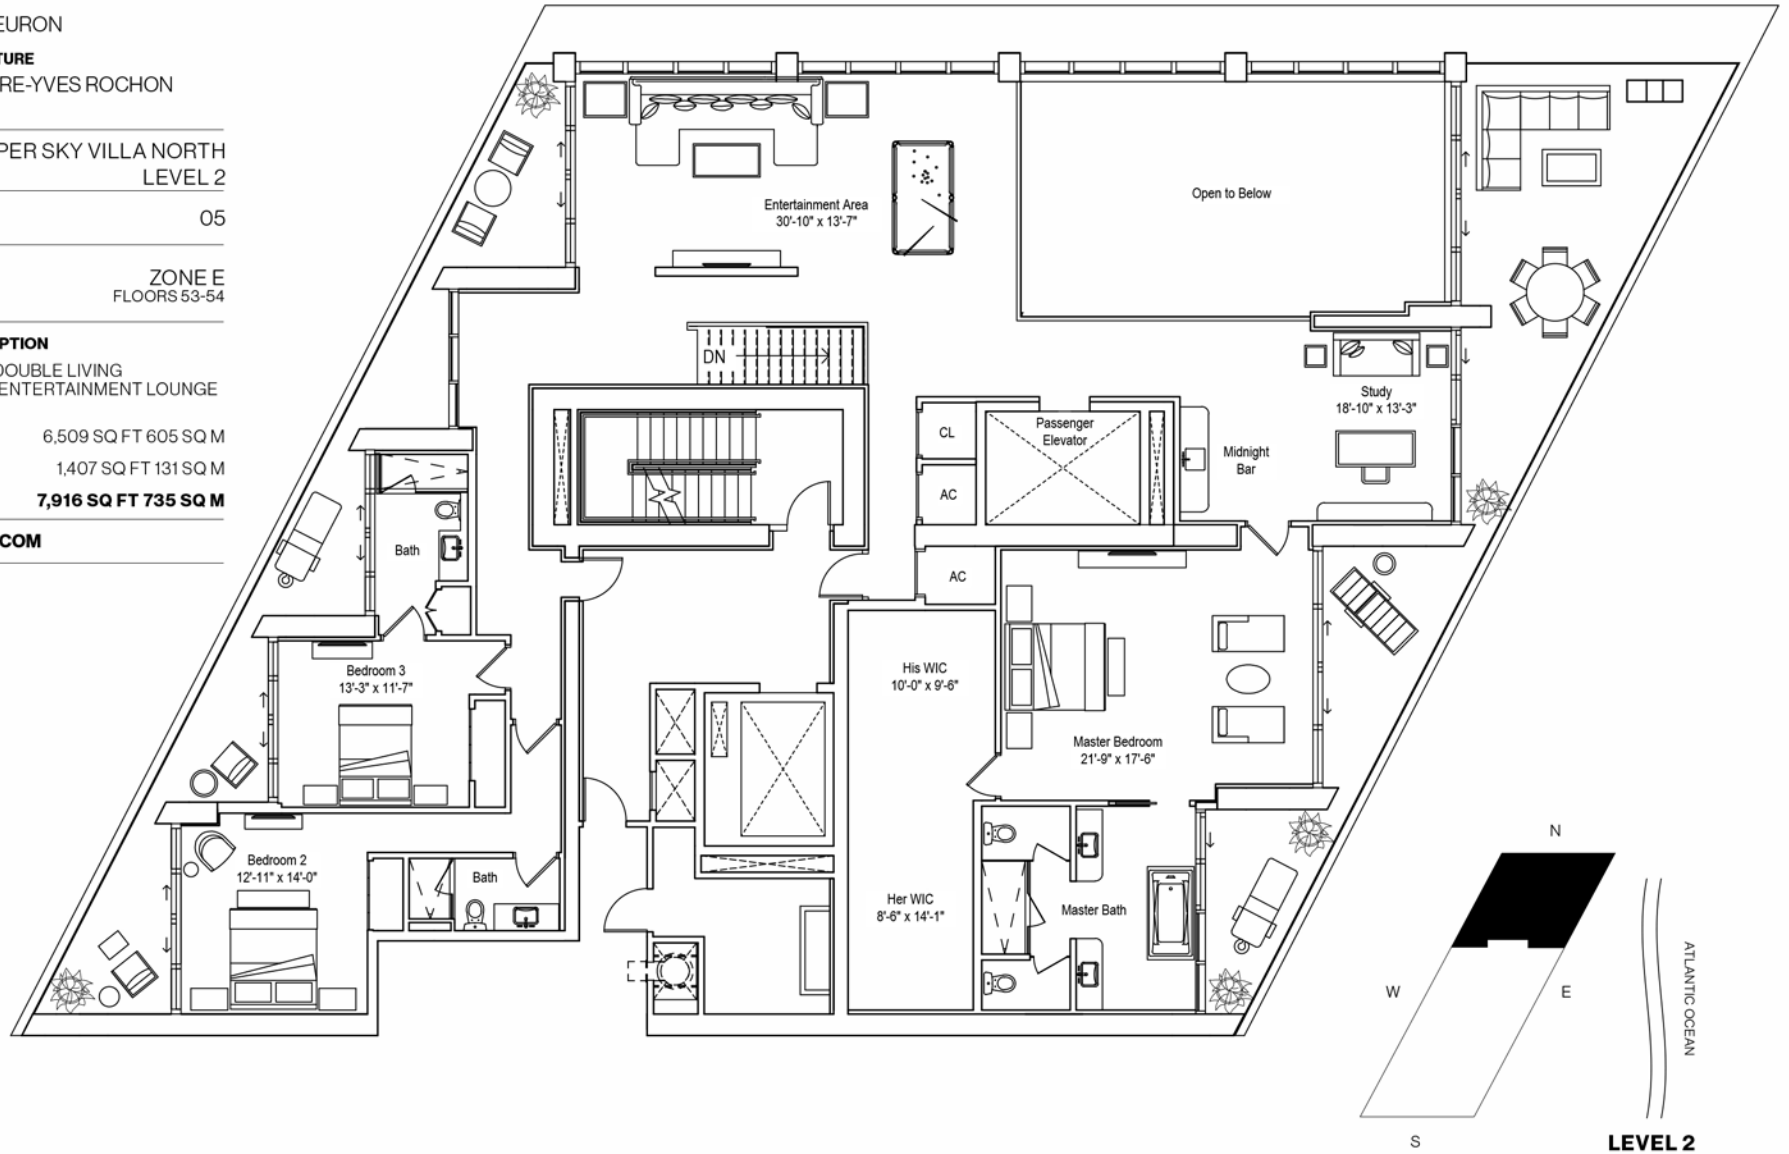 EURON
TURE
RE-YVES ROCHON
PER SKY VILLA NORTH
LEVEL 2
05
ZONE E
FLOORS 53-54
PTION
DOUBLE LIVING
ENTERTAINMENT LOUNGE
6,509 SQ FT 605 SQ M
1,407 SQ FT 131 SQ M
7,916 SQ FT 735 SQ M
.COM
Entertainment Area
30'-10" x 13'-7"
Open to Below
DN
Study
18'-10" x 13'-3"
CL
Passenger
Elevator
Midnight
Bar
AC
Bath
AC
Bedroom 3
13'-3" x 11'-7"
His WIC
10'-0" x 9'-6"
Master Bedroom
21'-9" x 17'-6"
Bedroom 2
12'-11" x 14'-0"
Bath
Her WIC
8'-6" x 14'-1"
Master Bath
N
W
E
S
ATLANTIC OCEAN
LEVEL 2